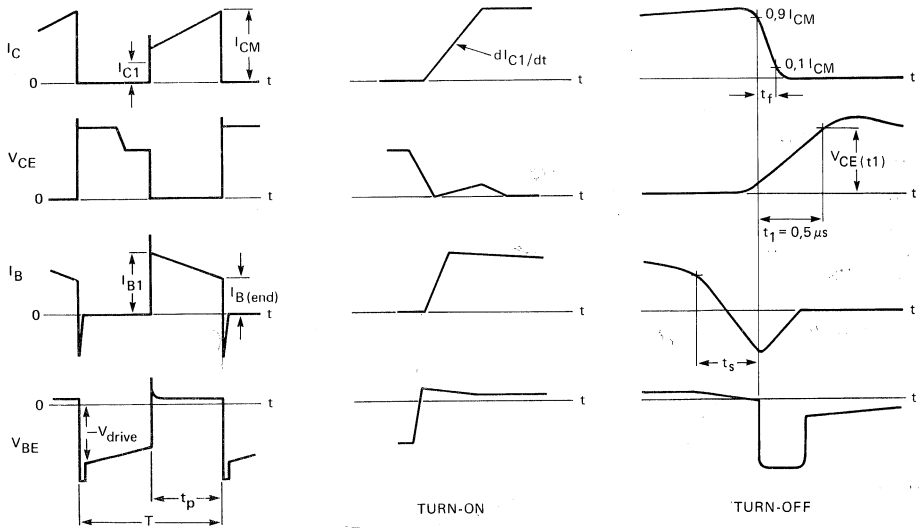 I_C
0
I_C1
I_CM
t
dI_C1/dt
t
0,9 I_CM
0,1 I_CM
t
t_f
V_CE
0
t
t
V_CE(t1)
t
t_1 = 0,5 μs
I_B
0
I_B1
I_B(end)
t
t
t
t_s
V_BE
0
−V_drive
t
t
t
t_p
T
TURN-ON
TURN-OFF